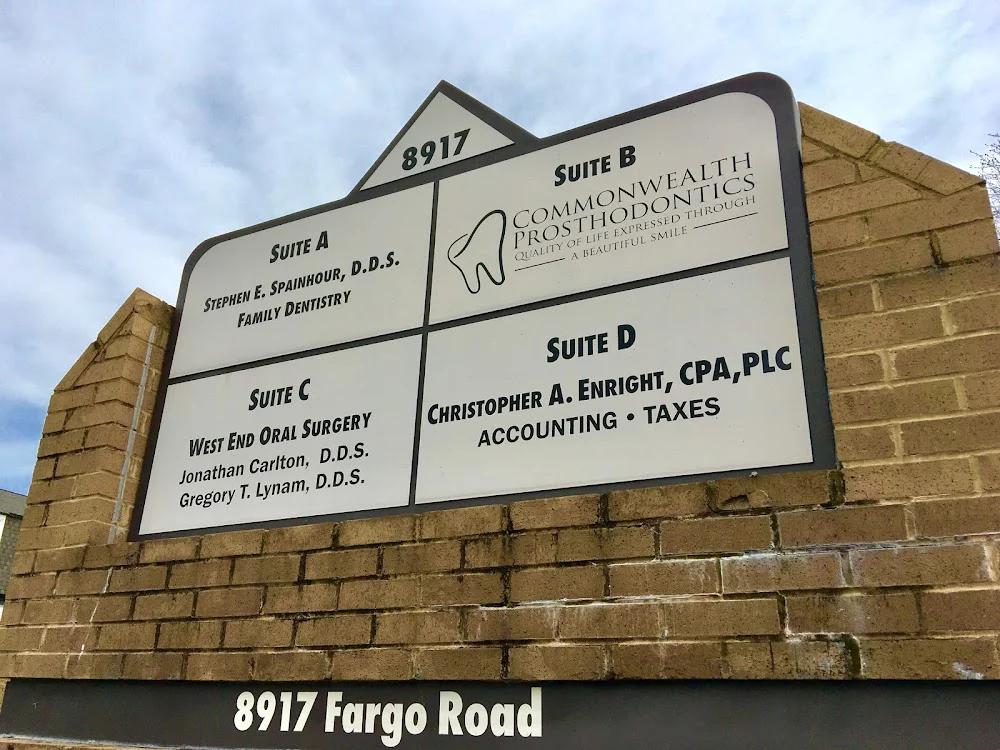 8917
Suite A
Stephen E. Spainhour, D.D.S.
Family Dentistry
Suite B
Commonwealth
Prosthodontics
Quality of Life Expressed Through
A Beautiful Smile
Suite C
West End Oral Surgery
Jonathan Carlton, D.D.S.
Gregory T. Lynam, D.D.S.
Suite D
Christopher A. Enright, CPA,PLC
ACCOUNTING • TAXES
8917 Fargo Road